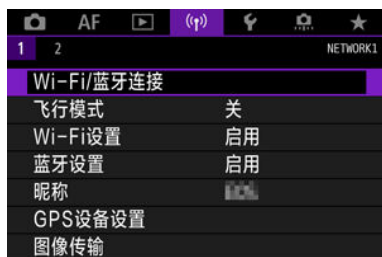 AF
1 2 NETWORK1
Wi-Fi/蓝牙连接
飞行模式 关
Wi-Fi设置 启用
蓝牙设置 启用
昵称
GPS设备设置
图像传输